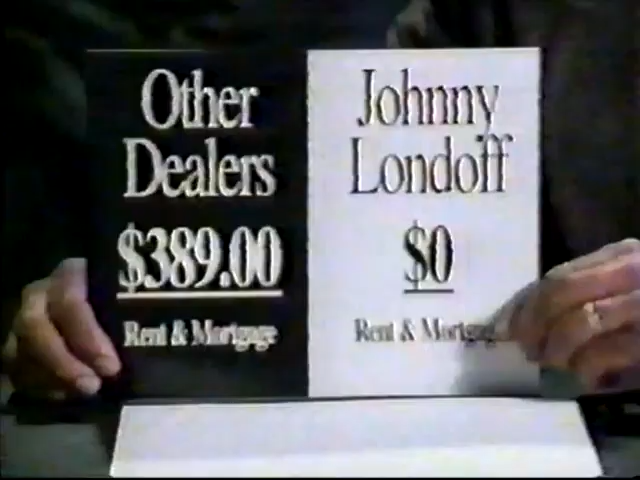 Other
Dealers
$389.00
Rent & Mortgage
Johnny
Londoff
$0
Rent & Mortgage